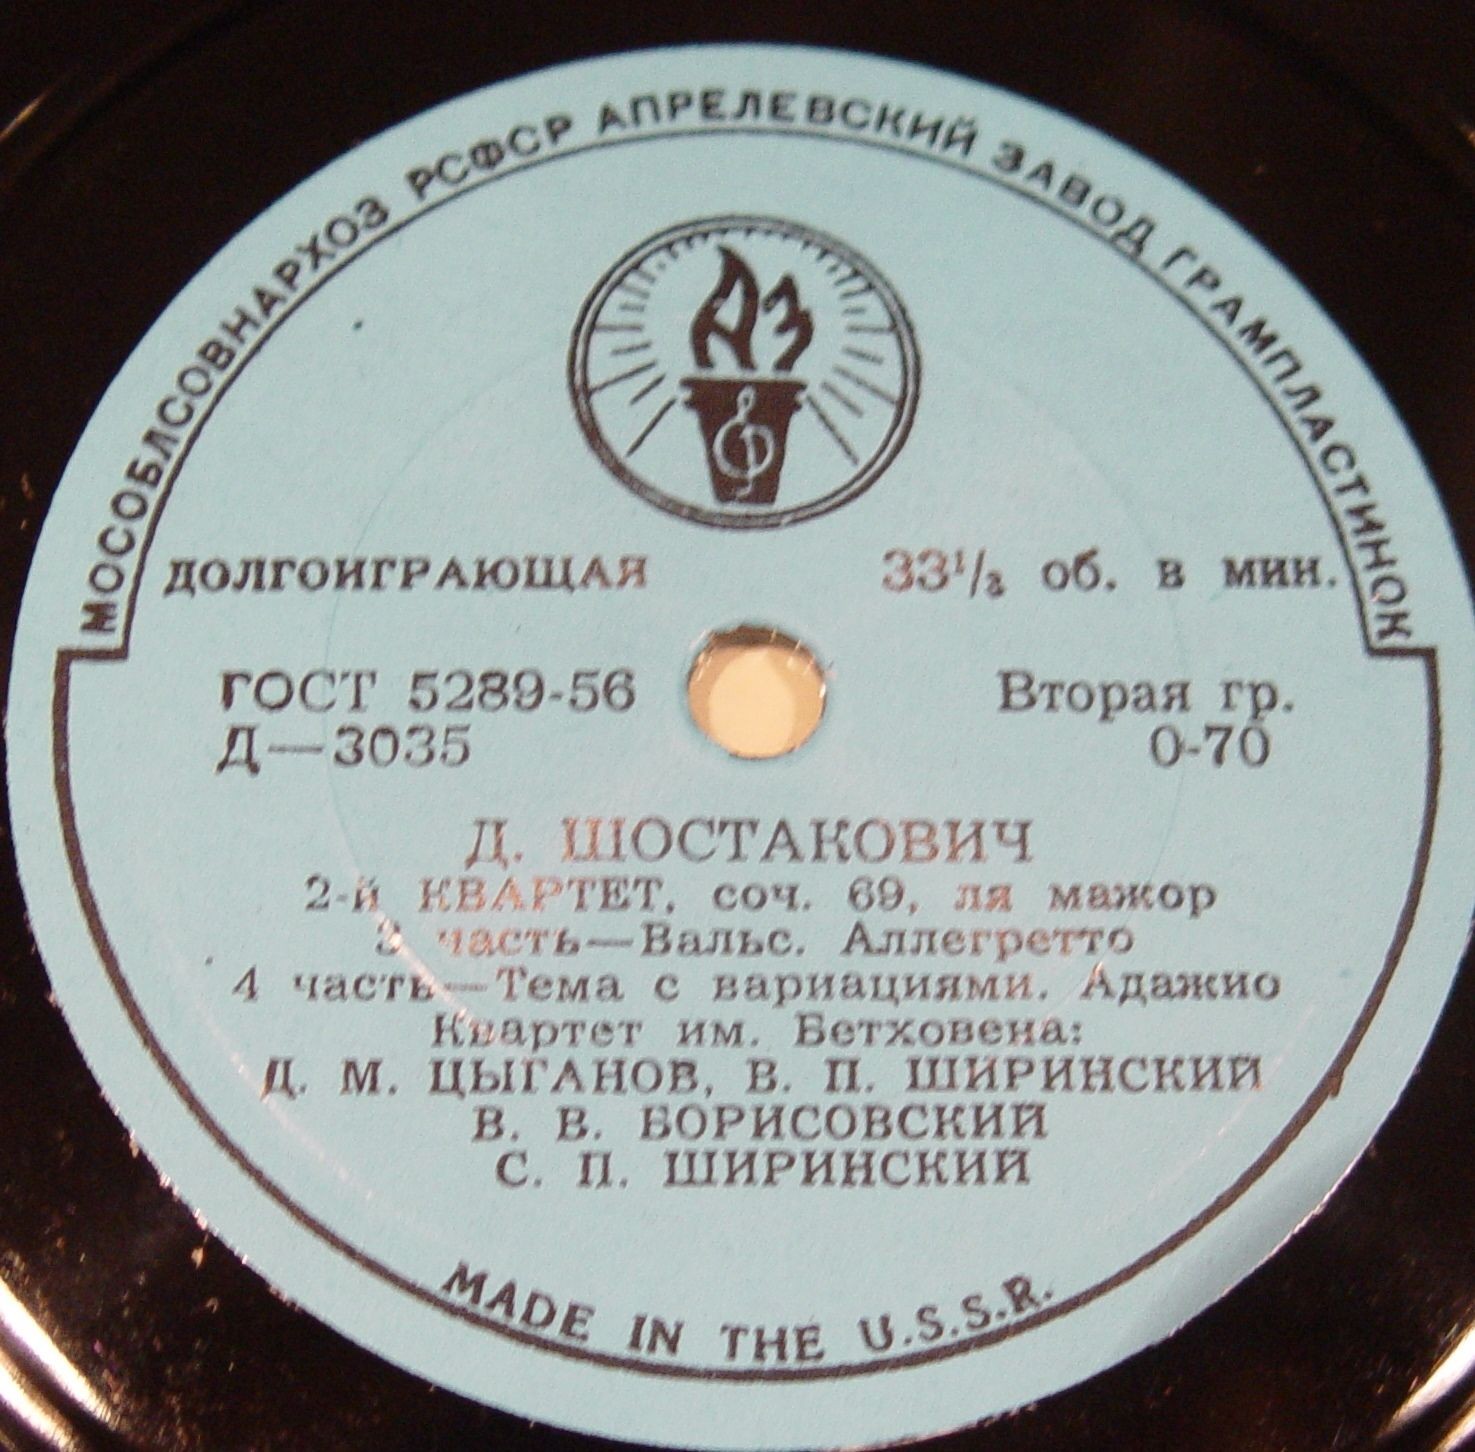 МОСОБЛСОВНАРХОЗ РСФСР АПРЕЛЕВСКИЙ ЗАВОД ГРАМПЛАСТИНОК
АЗ
ДОЛГОИГРАЮЩАЯ 33⅓ об. в мин.
ГОСТ 5289-56 Вторая гр.
Д—3035 0-70
Д. ШОСТАКОВИЧ
2-й КВАРТЕТ, соч. 69, ля мажор
3 часть—Вальс. Аллегретто
4 часть—Тема с вариациями. Адажио
Квартет им. Бетховена:
Д. М. ЦЫГАНОВ, В. П. ШИРИНСКИЙ
В. В. БОРИСОВСКИЙ
С. П. ШИРИНСКИЙ
MADE IN THE U.S.S.R.